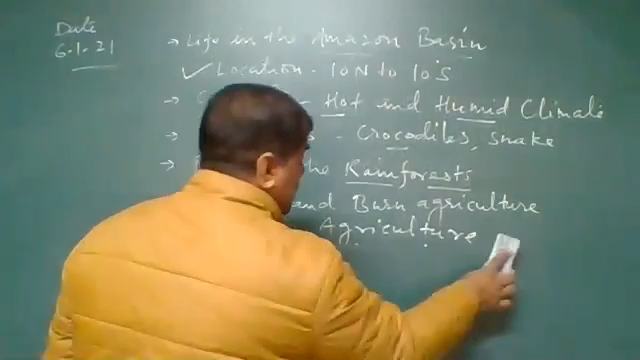 Date
6.1.21
→ Life in the Amazon Basin
✓ Location - 10N to 10°S
→ - Hot and Humid Climate
→ - Crocodiles, Snake
→ the Rainforests
and Burn agriculture
Agriculture